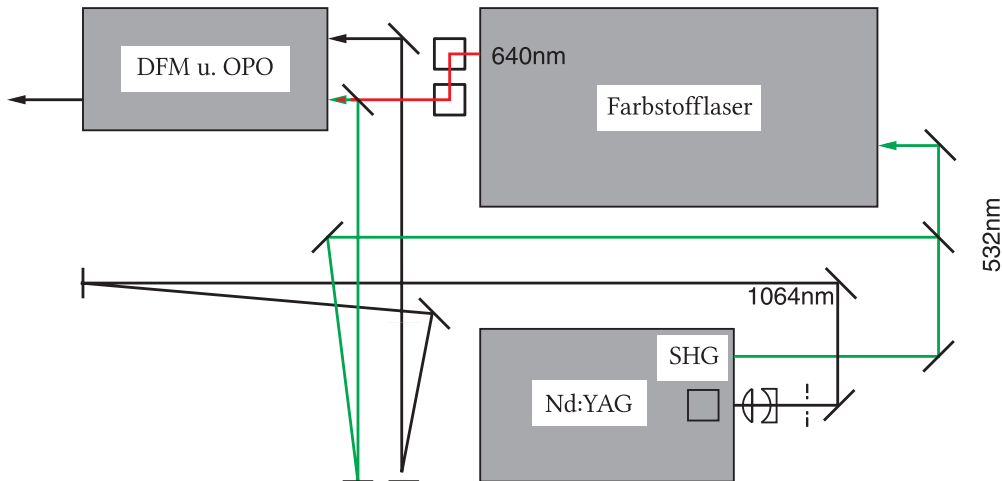 DFM u. OPO
640nm
Farbstofflaser
532nm
1064nm
SHG
Nd:YAG